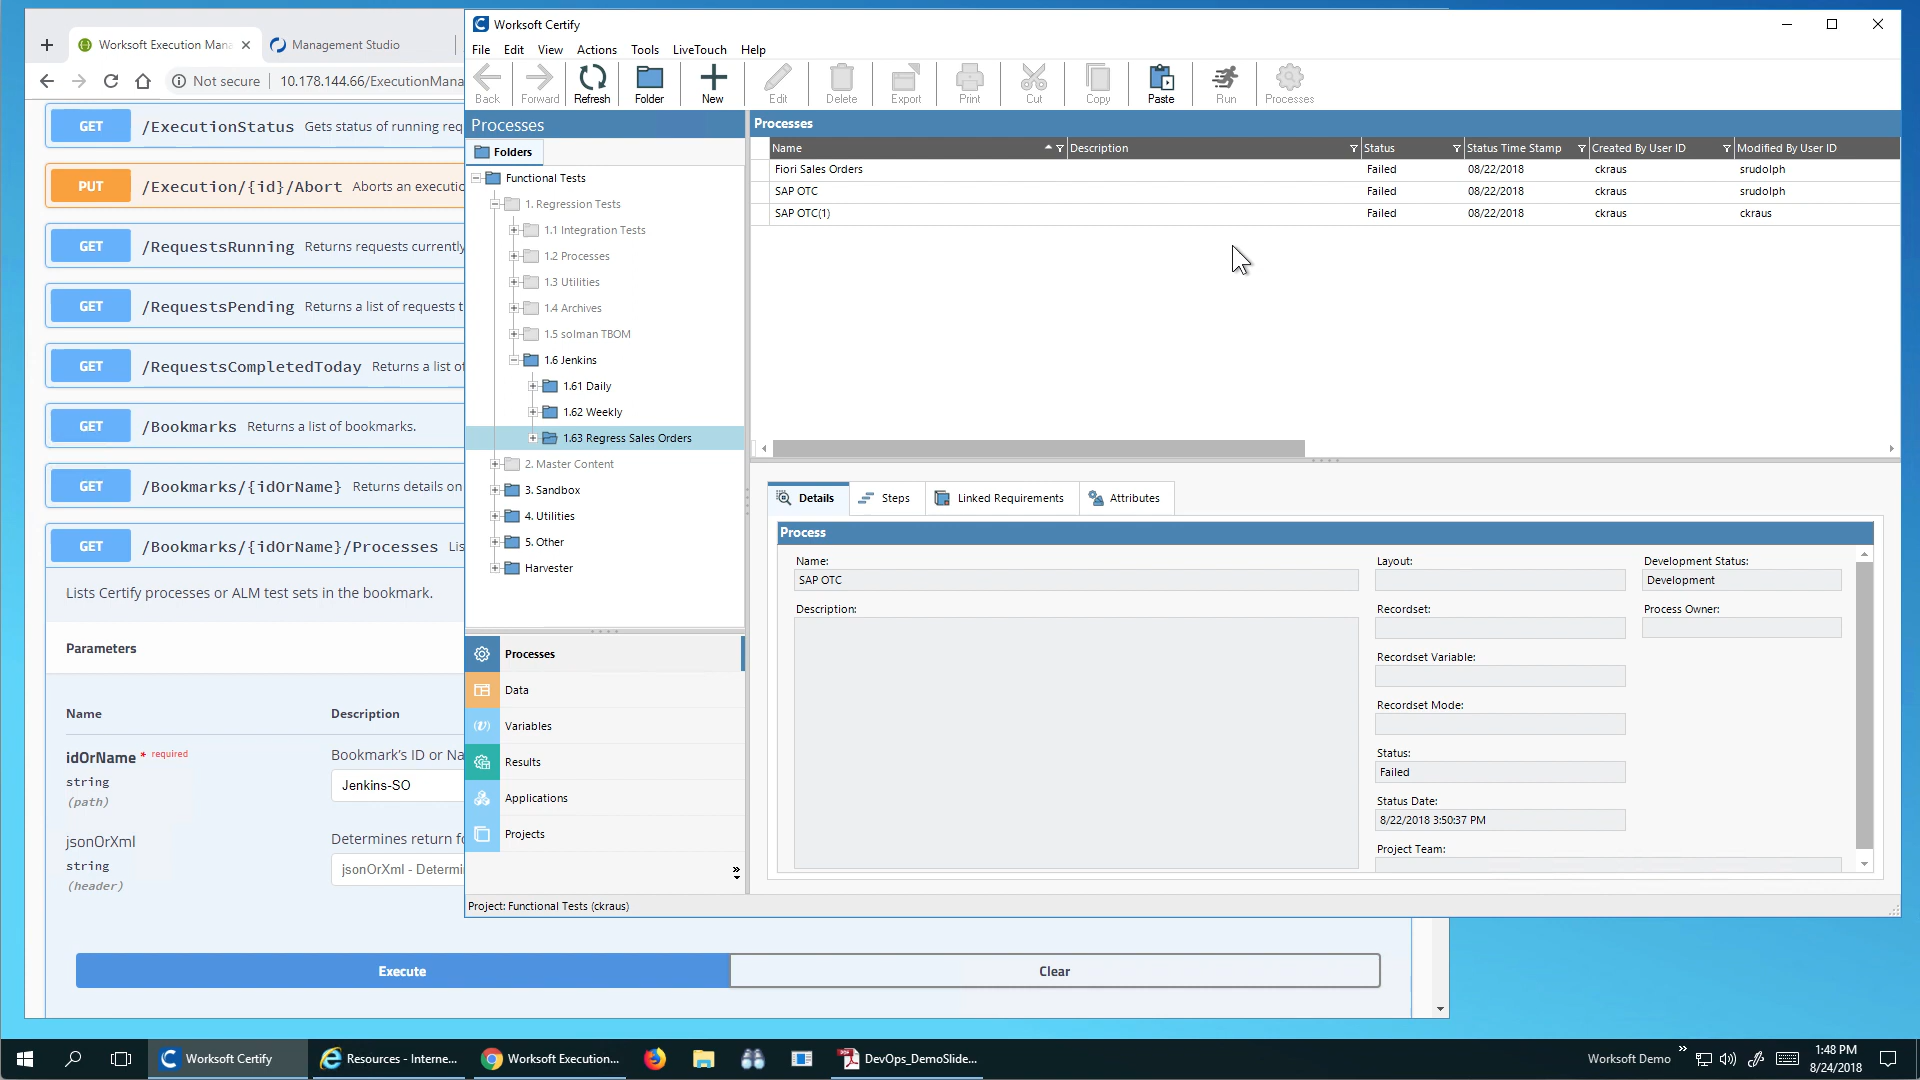 Worksoft Execution Mana
Management Studio
Not secure
10.178.144.66/ExecutionMana
GET /ExecutionStatus Gets status of running req
PUT /Execution/{id}/Abort Aborts an executio
GET /RequestsRunning Returns requests currently
GET /RequestsPending Returns a list of requests t
GET /RequestsCompletedToday Returns a list of
GET /Bookmarks Returns a list of bookmarks.
GET /Bookmarks/{idOrName} Returns details on
GET /Bookmarks/{idOrName}/Processes Lis
Lists Certify processes or ALM test sets in the bookmark.
Parameters
Name Description
idOrName * required
string
(path)
Bookmark's ID or Na
Jenkins-SO
jsonOrXml
string
(header)
Determines return fo
jsonOrXml - Determi
Execute
Clear
Worksoft Certify
File Edit View Actions Tools LiveTouch Help
Back Forward Refresh Folder New Edit Delete Export Print Cut Copy Paste Run Processes
Processes
Folders
Functional Tests
1. Regression Tests
1.1 Integration Tests
1.2 Processes
1.3 Utilities
1.4 Archives
1.5 solman TBOM
1.6 Jenkins
1.61 Daily
1.62 Weekly
1.63 Regress Sales Orders
2. Master Content
3. Sandbox
4. Utilities
5. Other
Harvester
Processes
Data
Variables
Results
Applications
Projects
Processes
Name Description Status Status Time Stamp Created By User ID Modified By User ID
Fiori Sales Orders Failed 08/22/2018 ckraus srudolph
SAP OTC Failed 08/22/2018 ckraus srudolph
SAP OTC(1) Failed 08/22/2018 ckraus ckraus
Details Steps Linked Requirements Attributes
Process
Name:
SAP OTC
Description:
Layout:
Recordset:
Recordset Variable:
Recordset Mode:
Status:
Failed
Status Date:
8/22/2018 3:50:37 PM
Project Team:
Development Status:
Development
Process Owner:
Project: Functional Tests (ckraus)
Worksoft Certify
Resources - Interne...
Worksoft Execution...
DevOps_DemoSlide...
Worksoft Demo
1:48 PM
8/24/2018